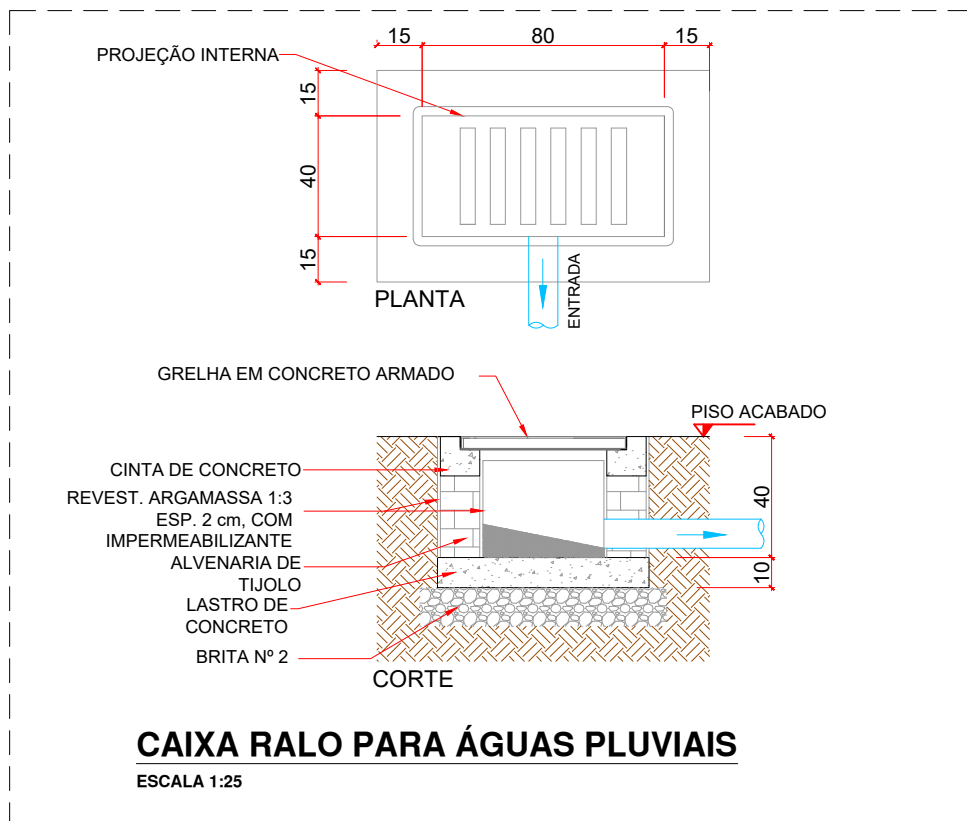 15
80
15
PROJEÇÃO INTERNA
15
40
15
PLANTA
ENTRADA
GRELHA EM CONCRETO ARMADO
PISO ACABADO
CINTA DE CONCRETO
REVEST. ARGAMASSA 1:3
ESP. 2 cm, COM
IMPERMEABILIZANTE
ALVENARIA DE
TIJOLO
LASTRO DE
CONCRETO
BRITA Nº 2
40
10
CORTE
CAIXA RALO PARA ÁGUAS PLUVIAIS
ESCALA 1:25